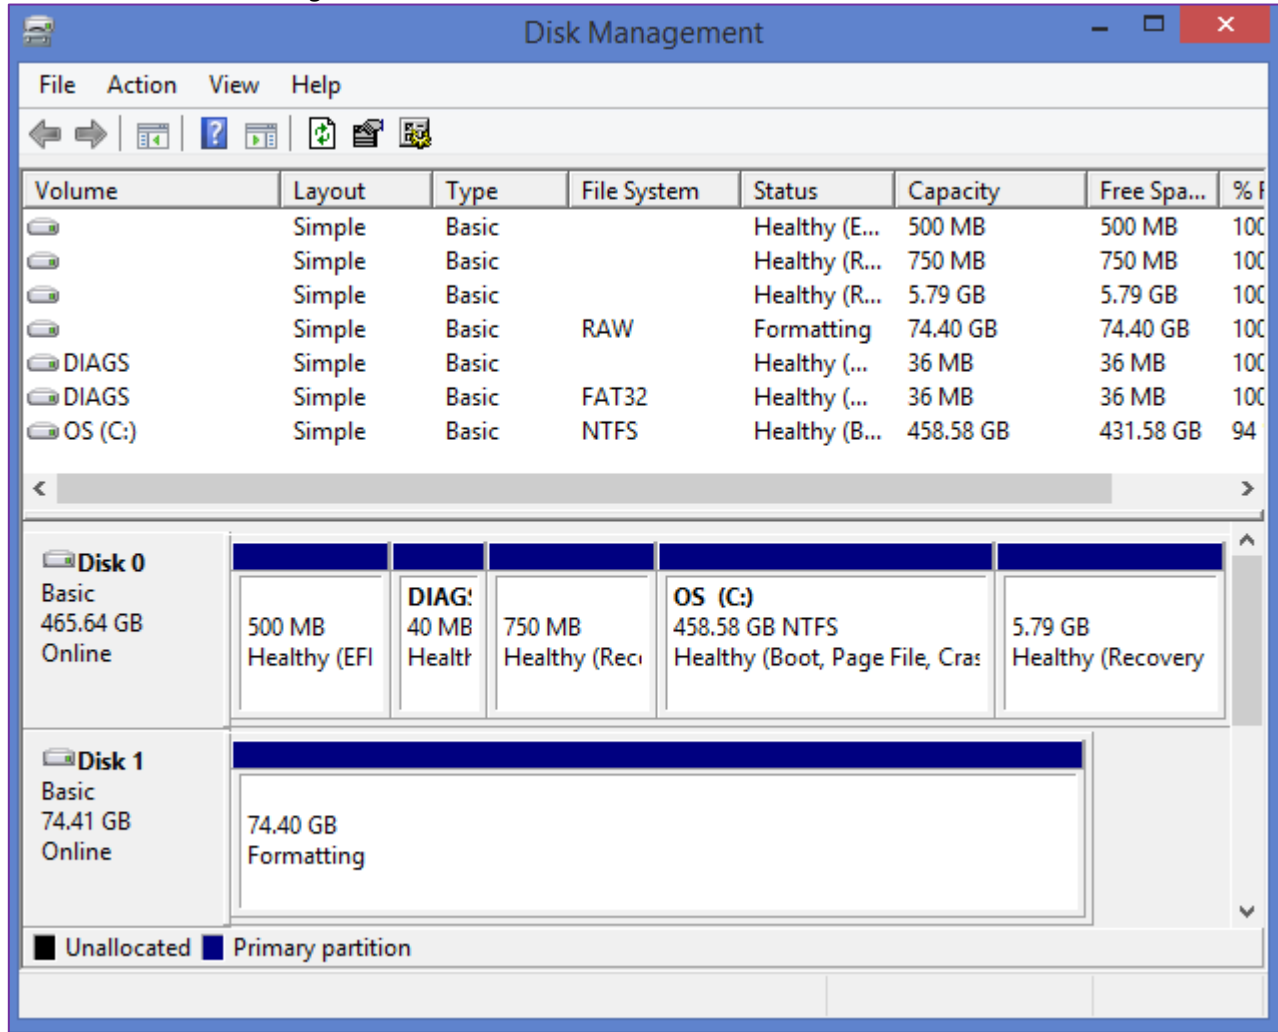 Disk Management
File Action View Help
Volume Layout Type File System Status Capacity Free Spa... %
Simple Basic Healthy (E... 500 MB 500 MB 100
Simple Basic Healthy (R... 750 MB 750 MB 100
Simple Basic Healthy (R... 5.79 GB 5.79 GB 100
Simple Basic RAW Formatting 74.40 GB 74.40 GB 100
DIAGS Simple Basic Healthy (... 36 MB 36 MB 100
DIAGS Simple Basic FAT32 Healthy (... 36 MB 36 MB 100
OS (C:) Simple Basic NTFS Healthy (B... 458.58 GB 431.58 GB 94
Disk 0
Basic
465.64 GB
Online
500 MB
Healthy (EFI
DIAGS
40 MB
Healt
750 MB
Healthy (Rec
OS (C:)
458.58 GB NTFS
Healthy (Boot, Page File, Cras
5.79 GB
Healthy (Recovery
Disk 1
Basic
74.41 GB
Online
74.40 GB
Formatting
Unallocated Primary partition